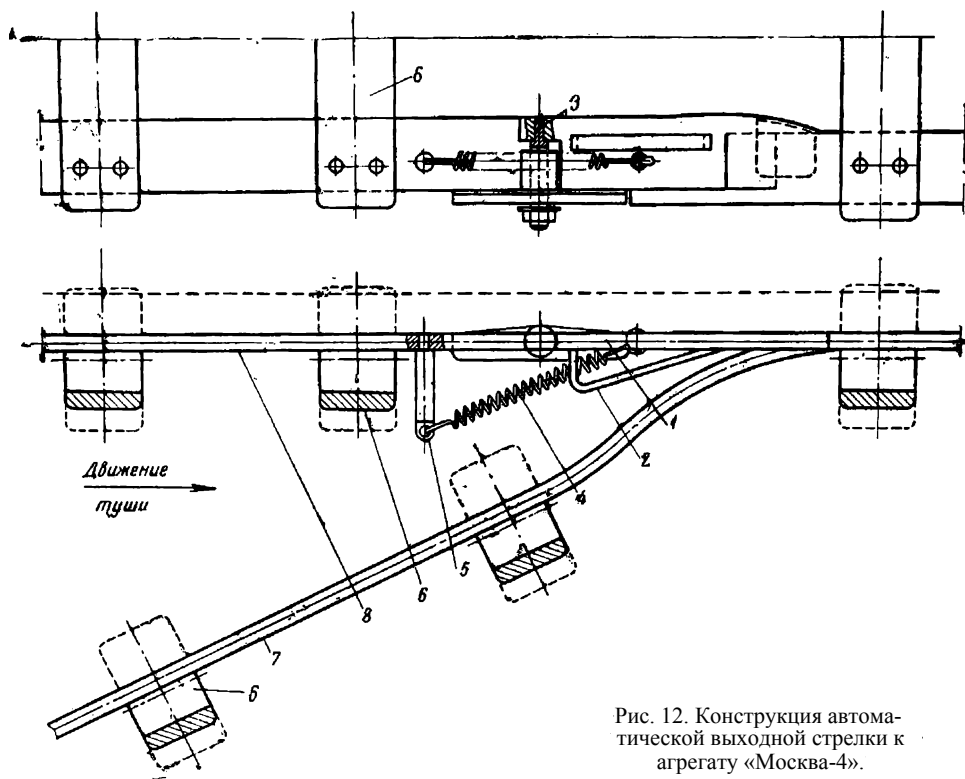 6
3
Движение
туши
1
2
4
5
6
8
7
6
Рис. 12. Конструкция автома-
тической выходной стрелки к
агрегату «Москва-4».